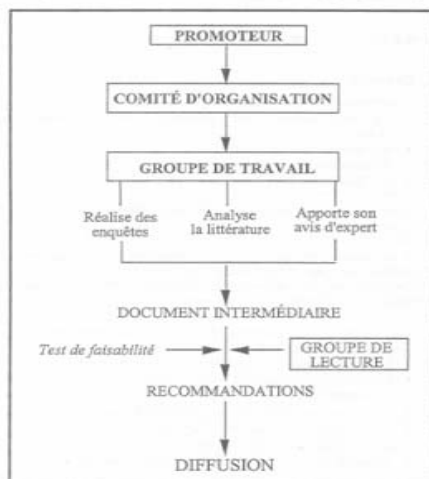 PROMOTEUR
COMITÉ D'ORGANISATION
GROUPE DE TRAVAIL
Réalise des
enquêtes
Analyse
la littérature
Apporte son
avis d'expert
DOCUMENT INTERMÉDIAIRE
Test de faisabilité
GROUPE DE
LECTURE
RECOMMANDATIONS
DIFFUSION